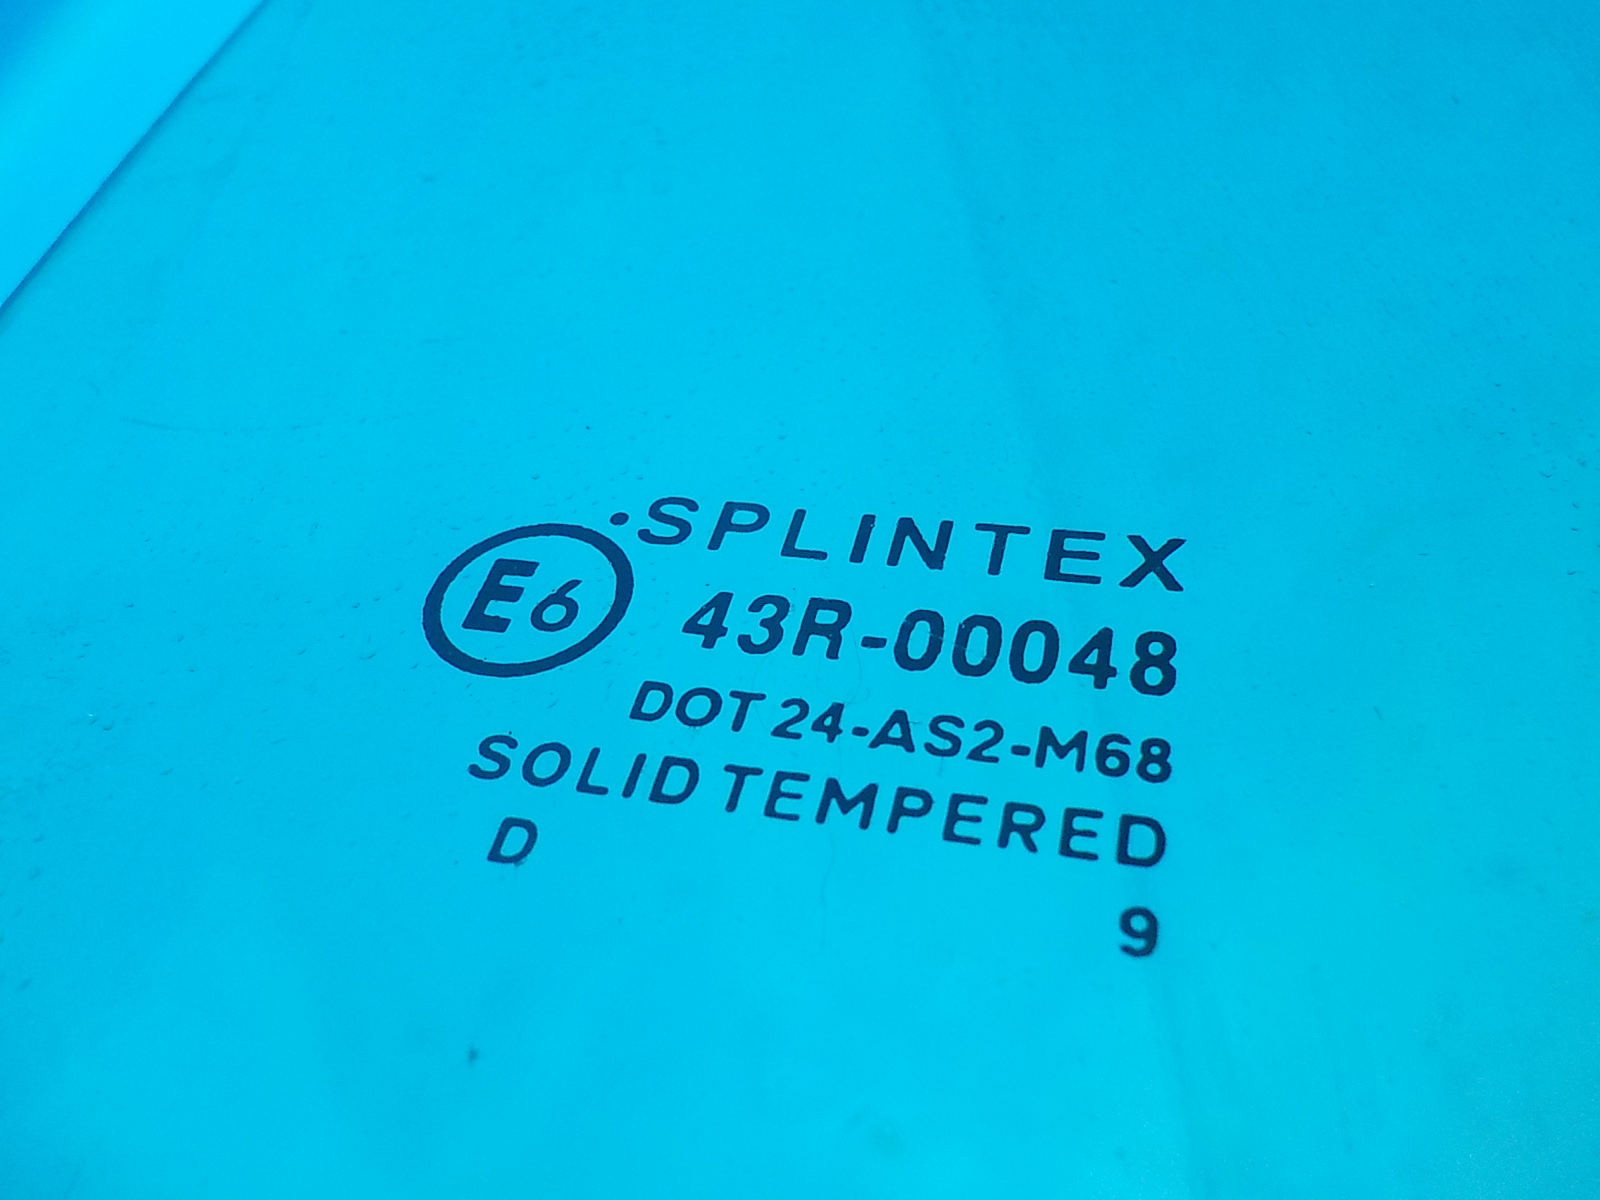 SPLINTEX
E6 43R-00048
DOT 24-AS2-M68
SOLID TEMPERED
D
9